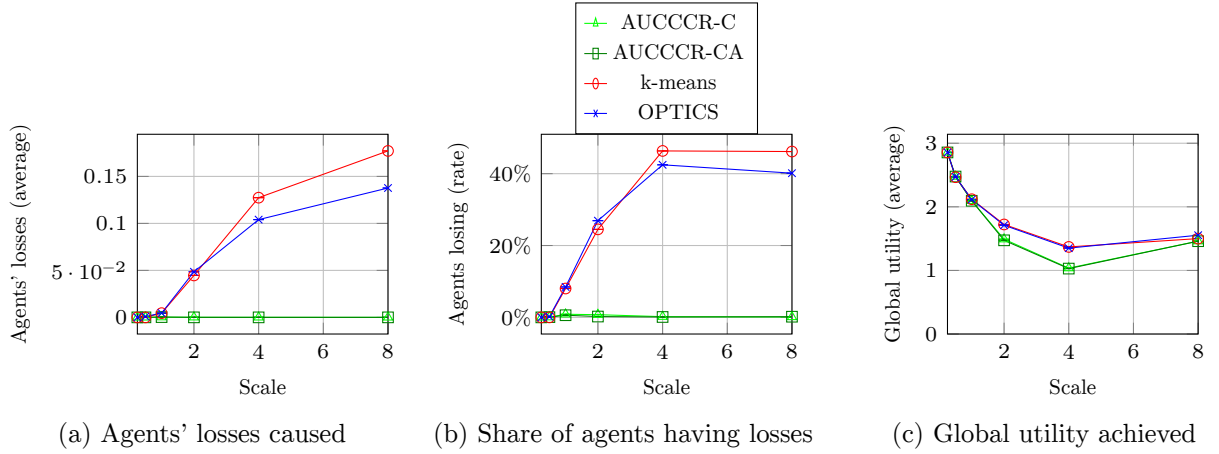 AUCCCR-C
AUCCCR-CA
k-means
OPTICS
Agents' losses (average)
0.15
0.1
5 · 10⁻²
0
2 4 6 8
Scale
(a) Agents' losses caused
Agents losing (rate)
40%
20%
0%
2 4 6 8
Scale
(b) Share of agents having losses
Global utility (average)
3
2
1
0
2 4 6 8
Scale
(c) Global utility achieved